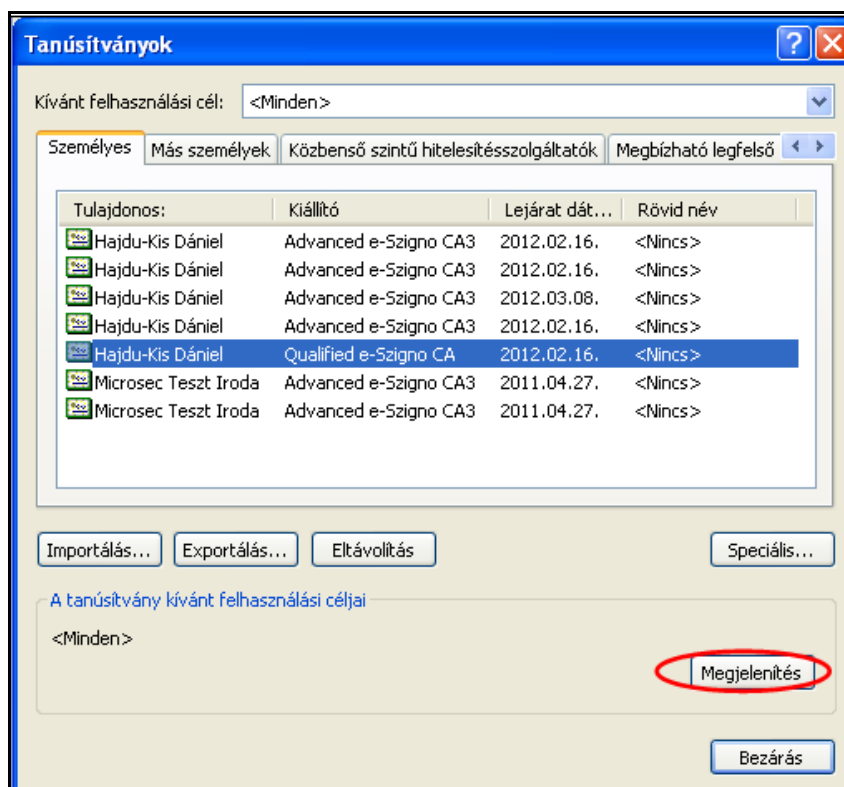 Tanúsítványok
Kívánt felhasználási cél: <Minden>
Személyes Más személyek Közbenső szintű hitelesítésszolgáltatók Megbízható legfelső
Tulajdonos: Kiállító Lejárat dát... Rövid név
Hajdu-Kis Dániel Advanced e-Szigno CA3 2012.02.16. <Nincs>
Hajdu-Kis Dániel Advanced e-Szigno CA3 2012.02.16. <Nincs>
Hajdu-Kis Dániel Advanced e-Szigno CA3 2012.03.08. <Nincs>
Hajdu-Kis Dániel Advanced e-Szigno CA3 2012.02.16. <Nincs>
Hajdu-Kis Dániel Qualified e-Szigno CA 2012.02.16. <Nincs>
Microsec Teszt Iroda Advanced e-Szigno CA3 2011.04.27. <Nincs>
Microsec Teszt Iroda Advanced e-Szigno CA3 2011.04.27. <Nincs>
Importálás... Exportálás... Eltávolítás Speciális...
A tanúsítvány kívánt felhasználási céljai
<Minden>
Megjelenítés
Bezárás